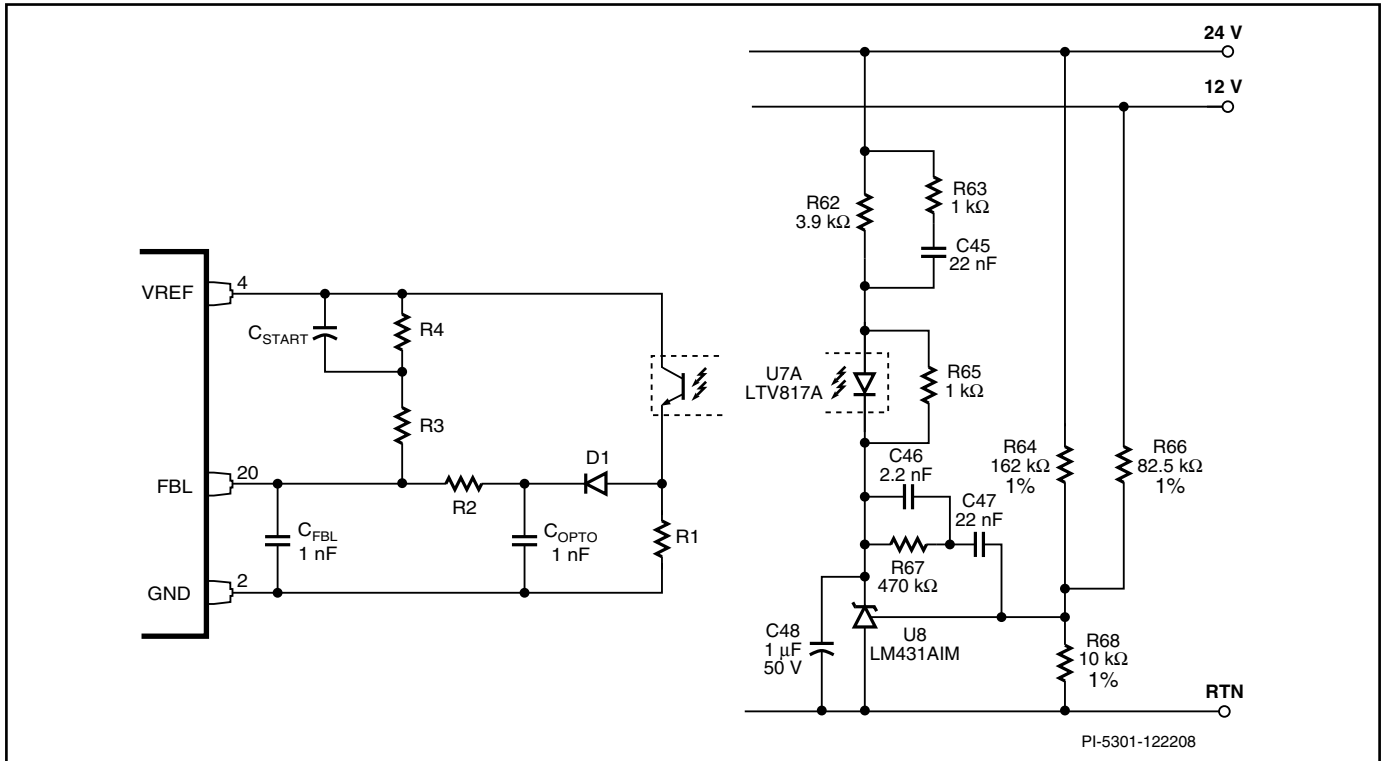 24 V
12 V
R63
1 kΩ
R62
3.9 kΩ
C45
22 nF
VREF
4
C_START
R4
U7A
LTV817A
R65
1 kΩ
R3
D1
C46
2.2 nF
R64
162 kΩ
1%
R66
82.5 kΩ
1%
FBL
20
R2
C47
22 nF
C_FBL
1 nF
C_OPTO
1 nF
R1
R67
470 kΩ
GND
2
C48
1 µF
50 V
U8
LM431AIM
R68
10 kΩ
1%
RTN
PI-5301-122208